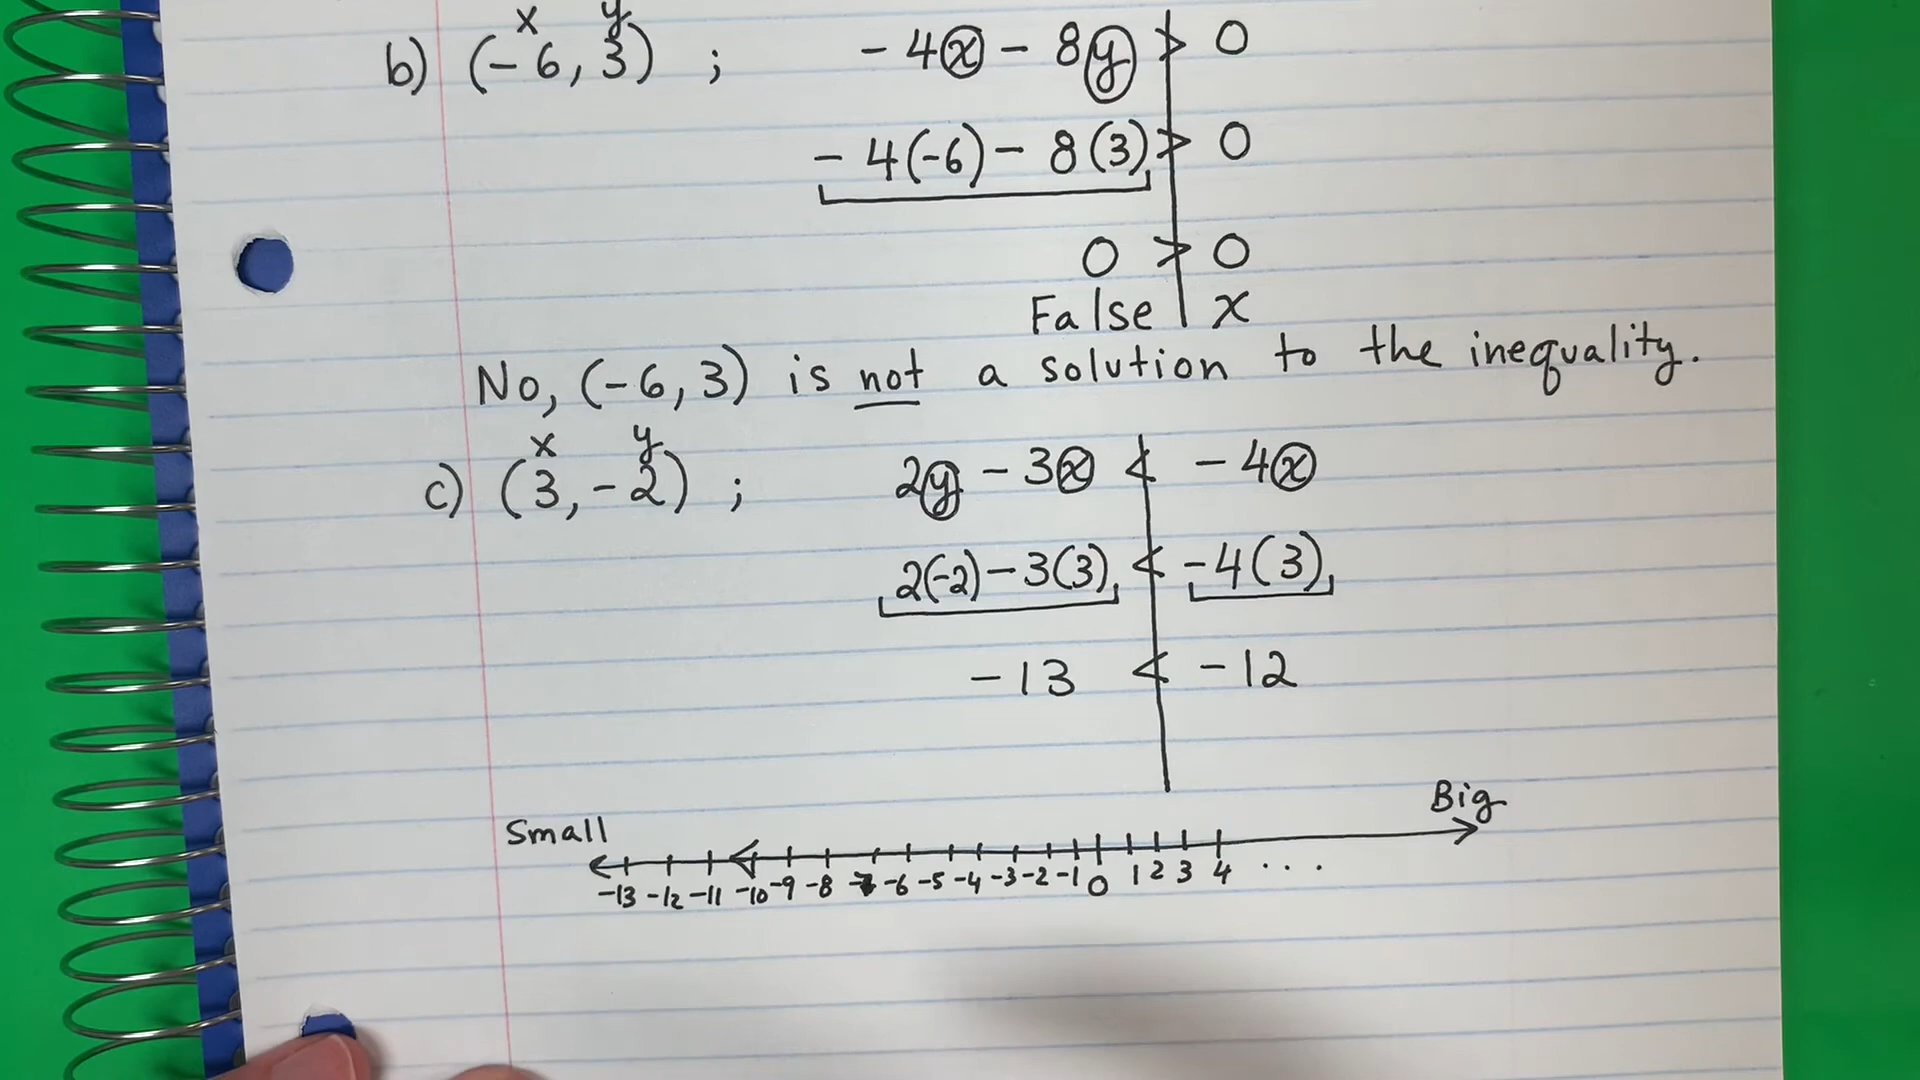 x y
b) (-6, 3) ; -4x - 8y > 0
-4(-6) - 8(3) > 0
0 > 0
False x
No, (-6, 3) is not a solution to the inequality.
x y
c) (3, -2) ; 2y - 3x < -4x
2(-2) - 3(3) < -4(3)
-13 < -12
Small Big
-13 -12 -11 -10 -9 -8 -7 -6 -5 -4 -3 -2 -1 0 1 2 3 4 ...